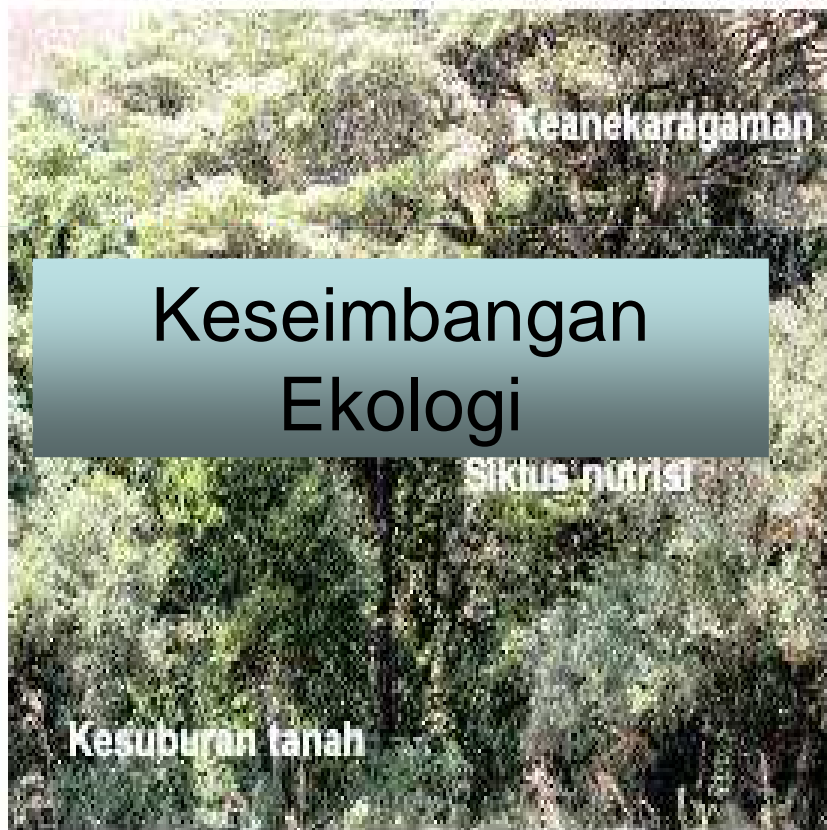 Keanekaragaman
Keseimbangan
Ekologi
Siklus nutrisi
Kesuburan tanah